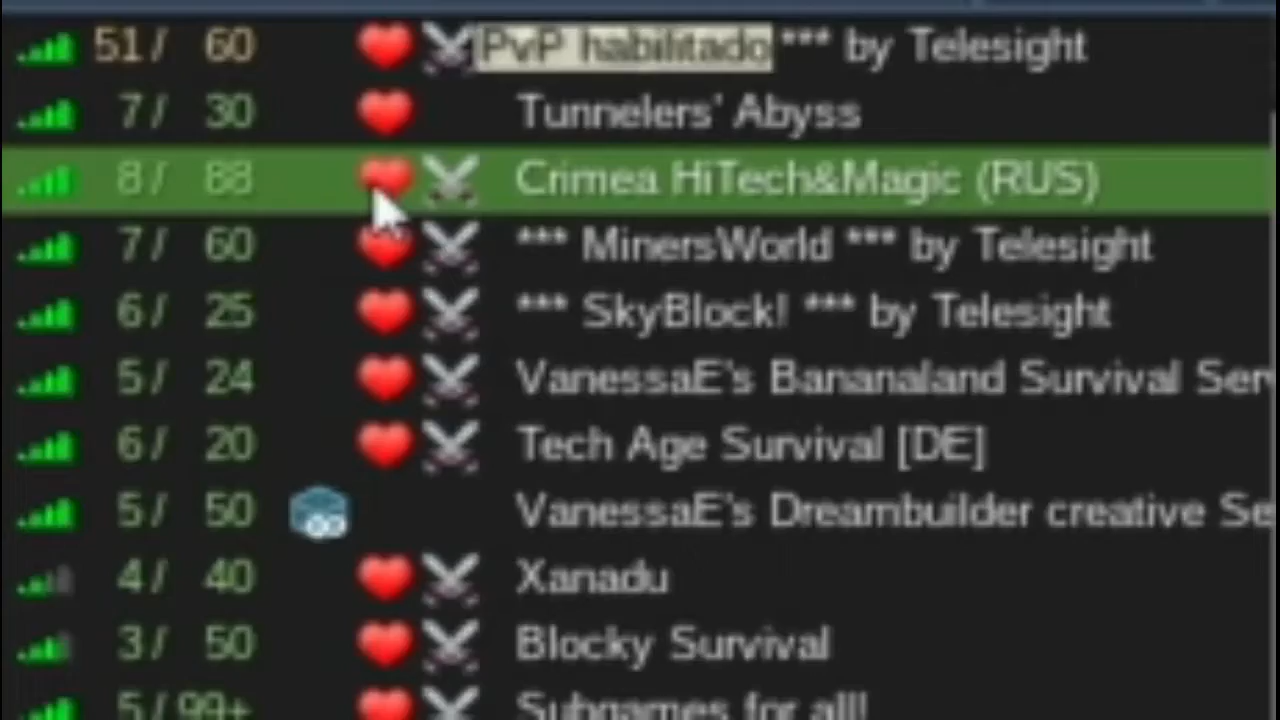 51 / 60 PvP habilitado *** by Telesight
7 / 30 Tunnelers' Abyss
8 / 88 Crimea HiTech&Magic (RUS)
7 / 60 *** MinersWorld *** by Telesight
6 / 25 *** SkyBlock! *** by Telesight
5 / 24 VanessaE's Bananaland Survival Ser
6 / 20 Tech Age Survival [DE]
5 / 50 VanessaE's Dreambuilder creative Se
4 / 40 Xanadu
3 / 50 Blocky Survival
5 / 99+ Subgames for all!